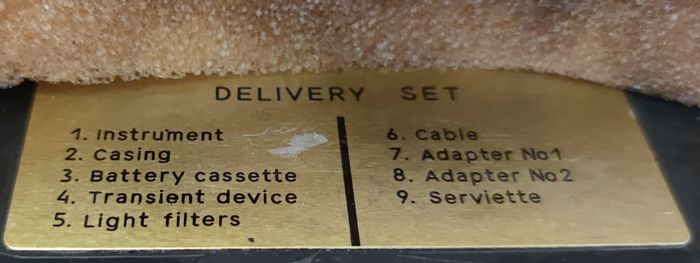 DELIVERY SET
1. Instrument
2. Casing
3. Battery cassette
4. Transient device
5. Light filters
6. Cable
7. Adapter No1
8. Adapter No2
9. Serviette